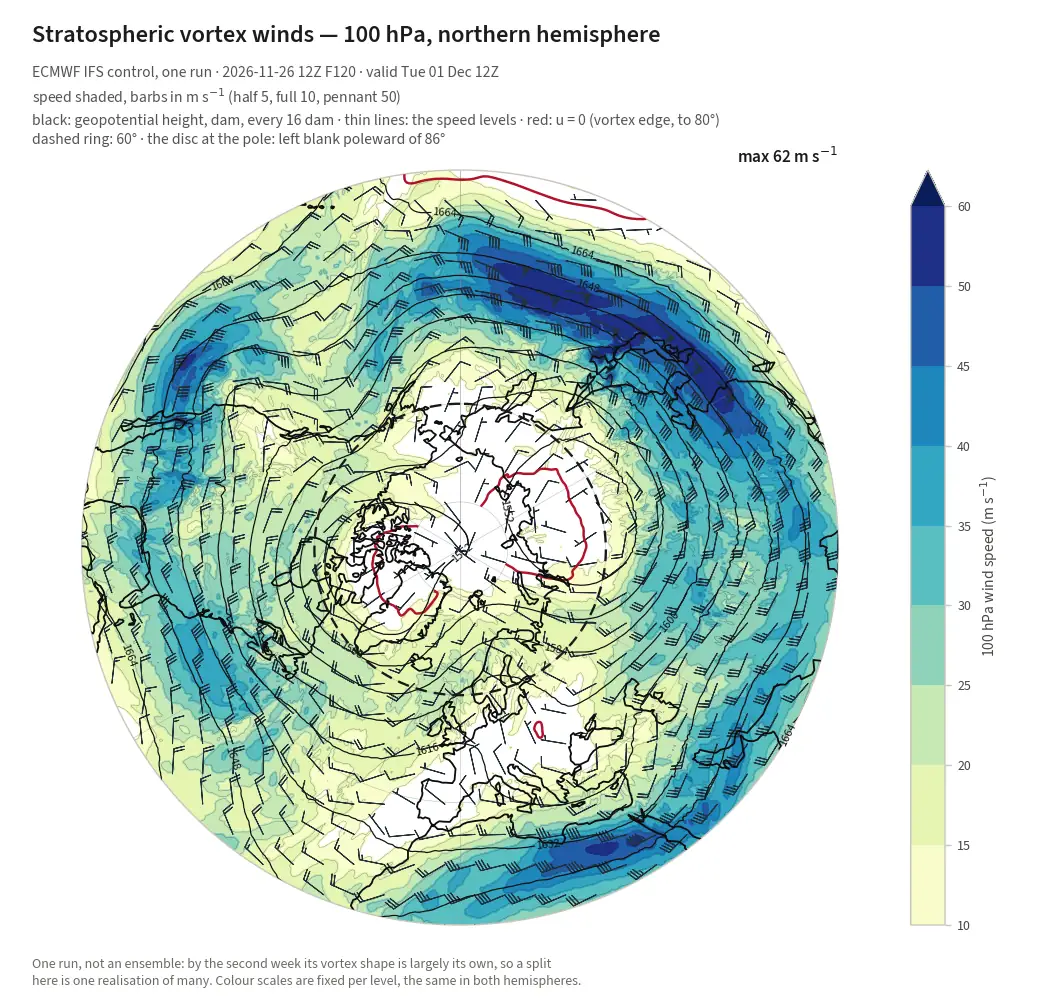 Stratospheric vortex winds — 100 hPa, northern hemisphere
ECMWF IFS control, one run · 2026-11-26 12Z F120 · valid Tue 01 Dec 12Z
speed shaded, barbs in m s⁻¹ (half 5, full 10, pennant 50)
black: geopotential height, dam, every 16 dam · thin lines: the speed levels · red: u = 0 (vortex edge, to 80°)
dashed ring: 60° · the disc at the pole: left blank poleward of 86°
max 62 m s⁻¹
1664
1664
1664
1648
60
50
45
40
35
30
25
20
15
10
100 hPa wind speed (m s⁻¹)
1552
1600
1584
1664
1616
1664
1648
1632
One run, not an ensemble: by the second week its vortex shape is largely its own, so a split
here is one realisation of many. Colour scales are fixed per level, the same in both hemispheres.